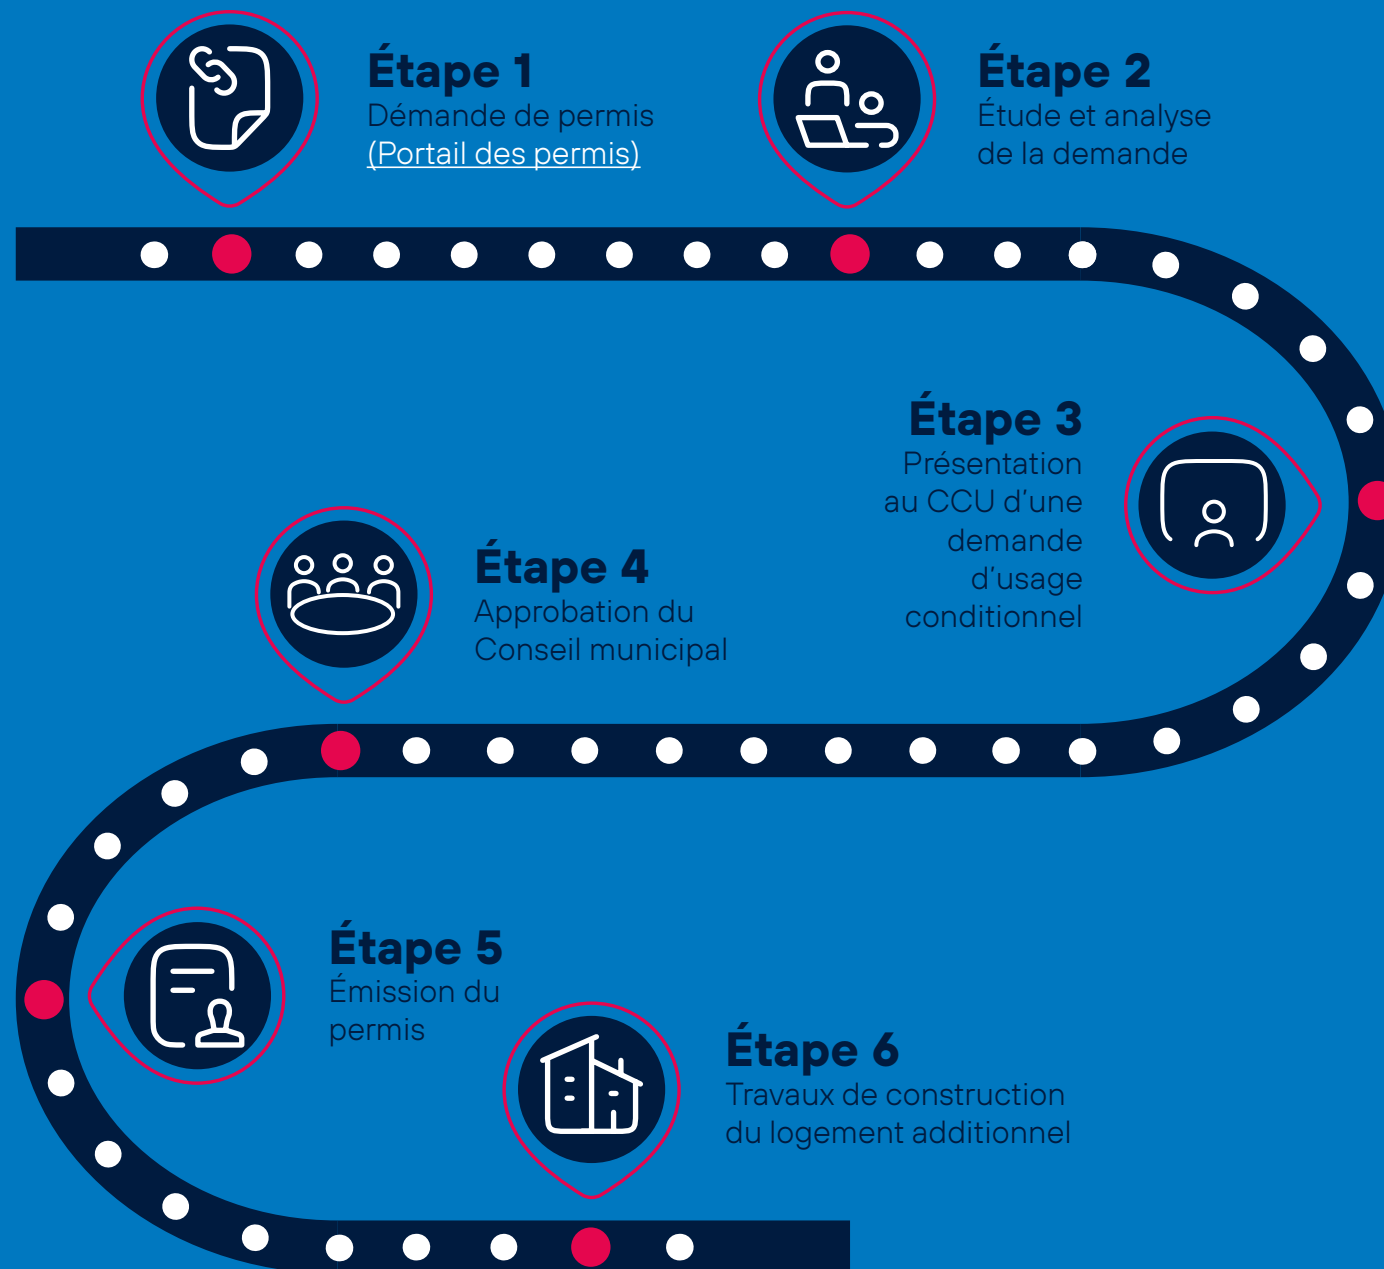 Étape 1
Démande de permis
(Portail des permis)
Étape 2
Étude et analyse
de la demande
Étape 3
Présentation
au CCU d'une
demande
d'usage
conditionnel
Étape 4
Approbation du
Conseil municipal
Étape 5
Émission du
permis
Étape 6
Travaux de construction
du logement additionnel